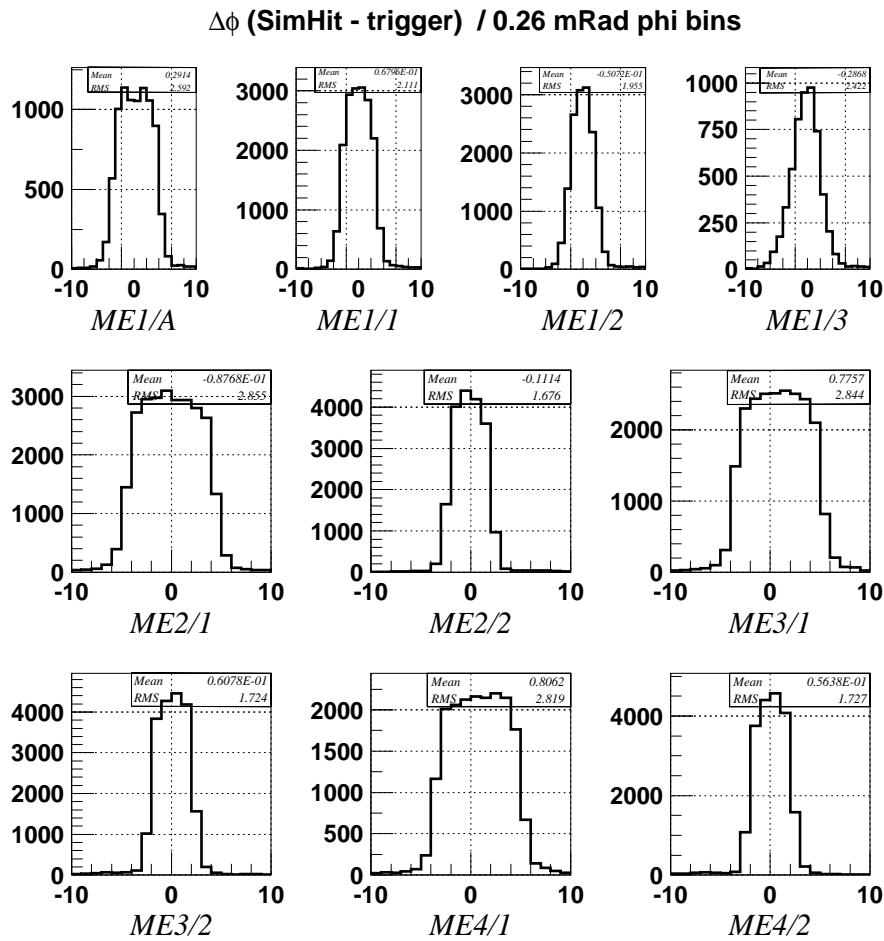 Δϕ (SimHit - trigger) / 0.26 mRad phi bins
Mean 0.2914
RMS 2.592
1000
500
0
-10 0 10
ME1/A
Mean 0.6796E-01
RMS 2.111
3000
2000
1000
0
-10 0 10
ME1/1
Mean -0.5072E-01
RMS 1.955
3000
2000
1000
0
-10 0 10
ME1/2
Mean -0.2868
RMS 2.422
1000
750
500
250
0
-10 0 10
ME1/3
Mean -0.8768E-01
RMS 2.855
3000
2000
1000
0
-10 0 10
ME2/1
Mean -0.1114
RMS 1.676
4000
3000
2000
1000
0
-10 0 10
ME2/2
Mean 0.7757
RMS 2.844
2000
1000
0
-10 0 10
ME3/1
Mean 0.6078E-01
RMS 1.724
4000
3000
2000
1000
0
-10 0 10
ME3/2
Mean 0.8062
RMS 2.819
2000
1500
1000
500
0
-10 0 10
ME4/1
Mean 0.5638E-01
RMS 1.727
4000
3000
2000
1000
0
-10 0 10
ME4/2